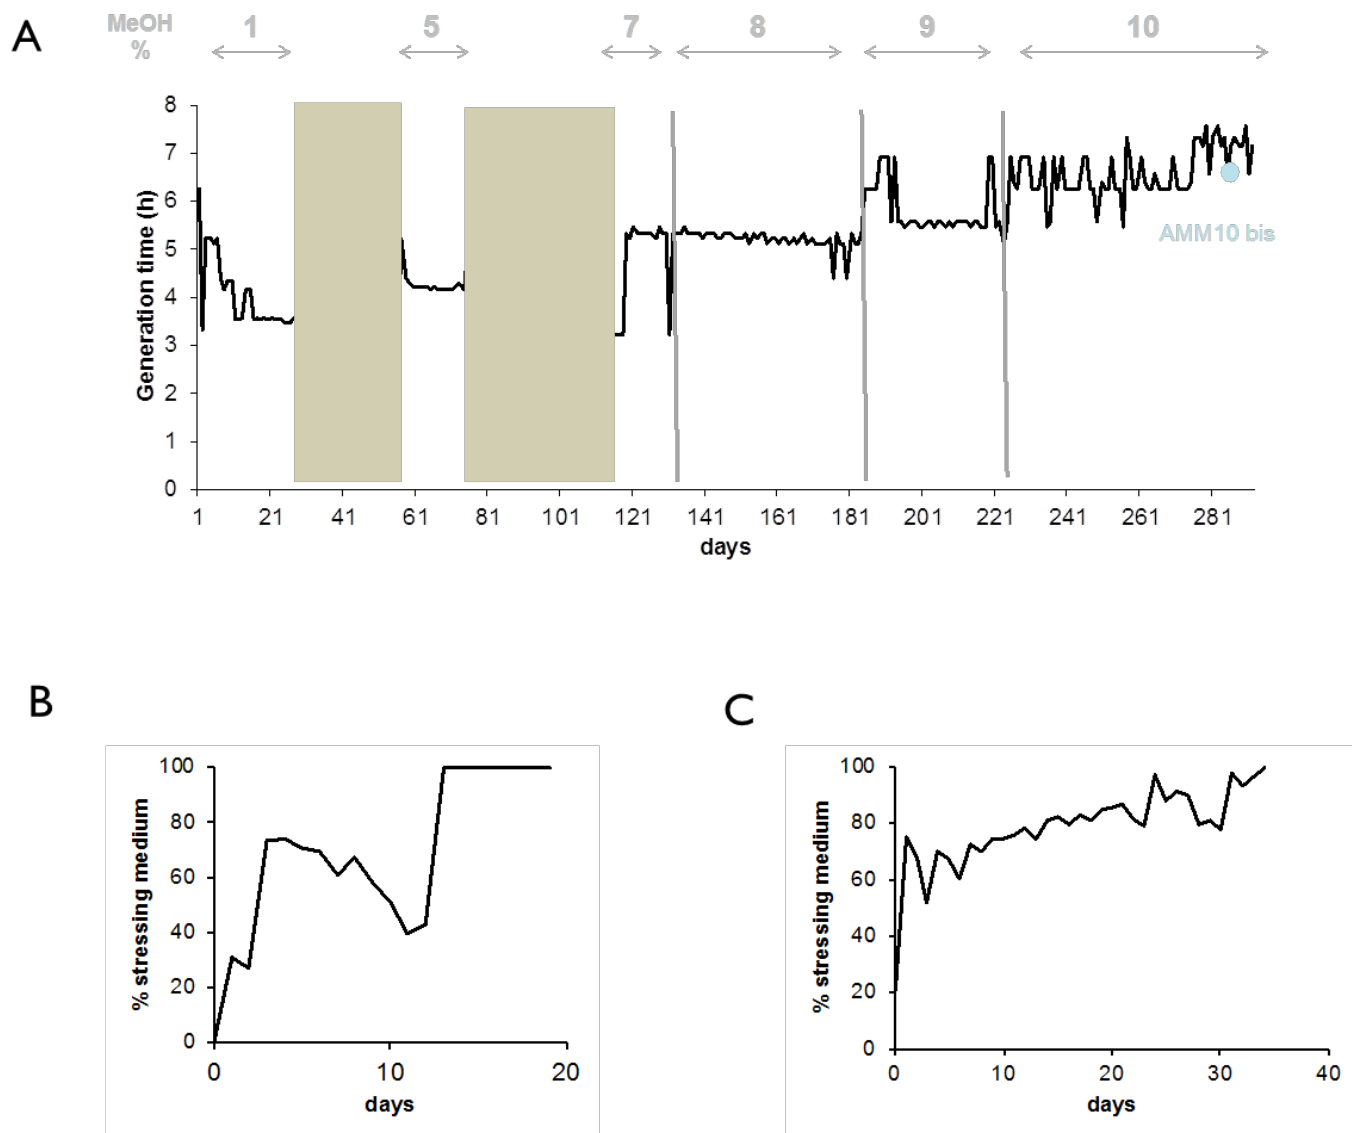 A
MeOH %
1 5 7 8 9 10
Generation time (h)
8
7
6
5
4
3
2
1
0
AMM10 bis
1 21 41 61 81 101 121 141 161 181 201 221 241 261 281
days
B
% stressing medium
100
80
60
40
20
0
0 10 20
days
C
% stressing medium
100
80
60
40
20
0
0 10 20 30 40
days